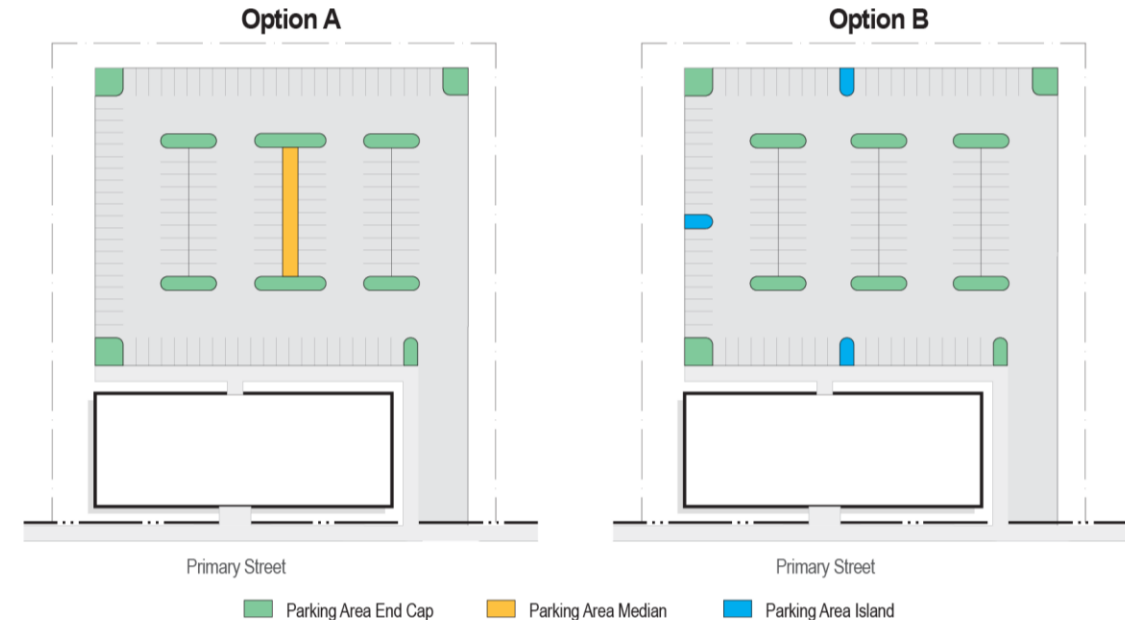 Option A
Option B
Primary Street
Primary Street
Parking Area End Cap
Parking Area Median
Parking Area Island